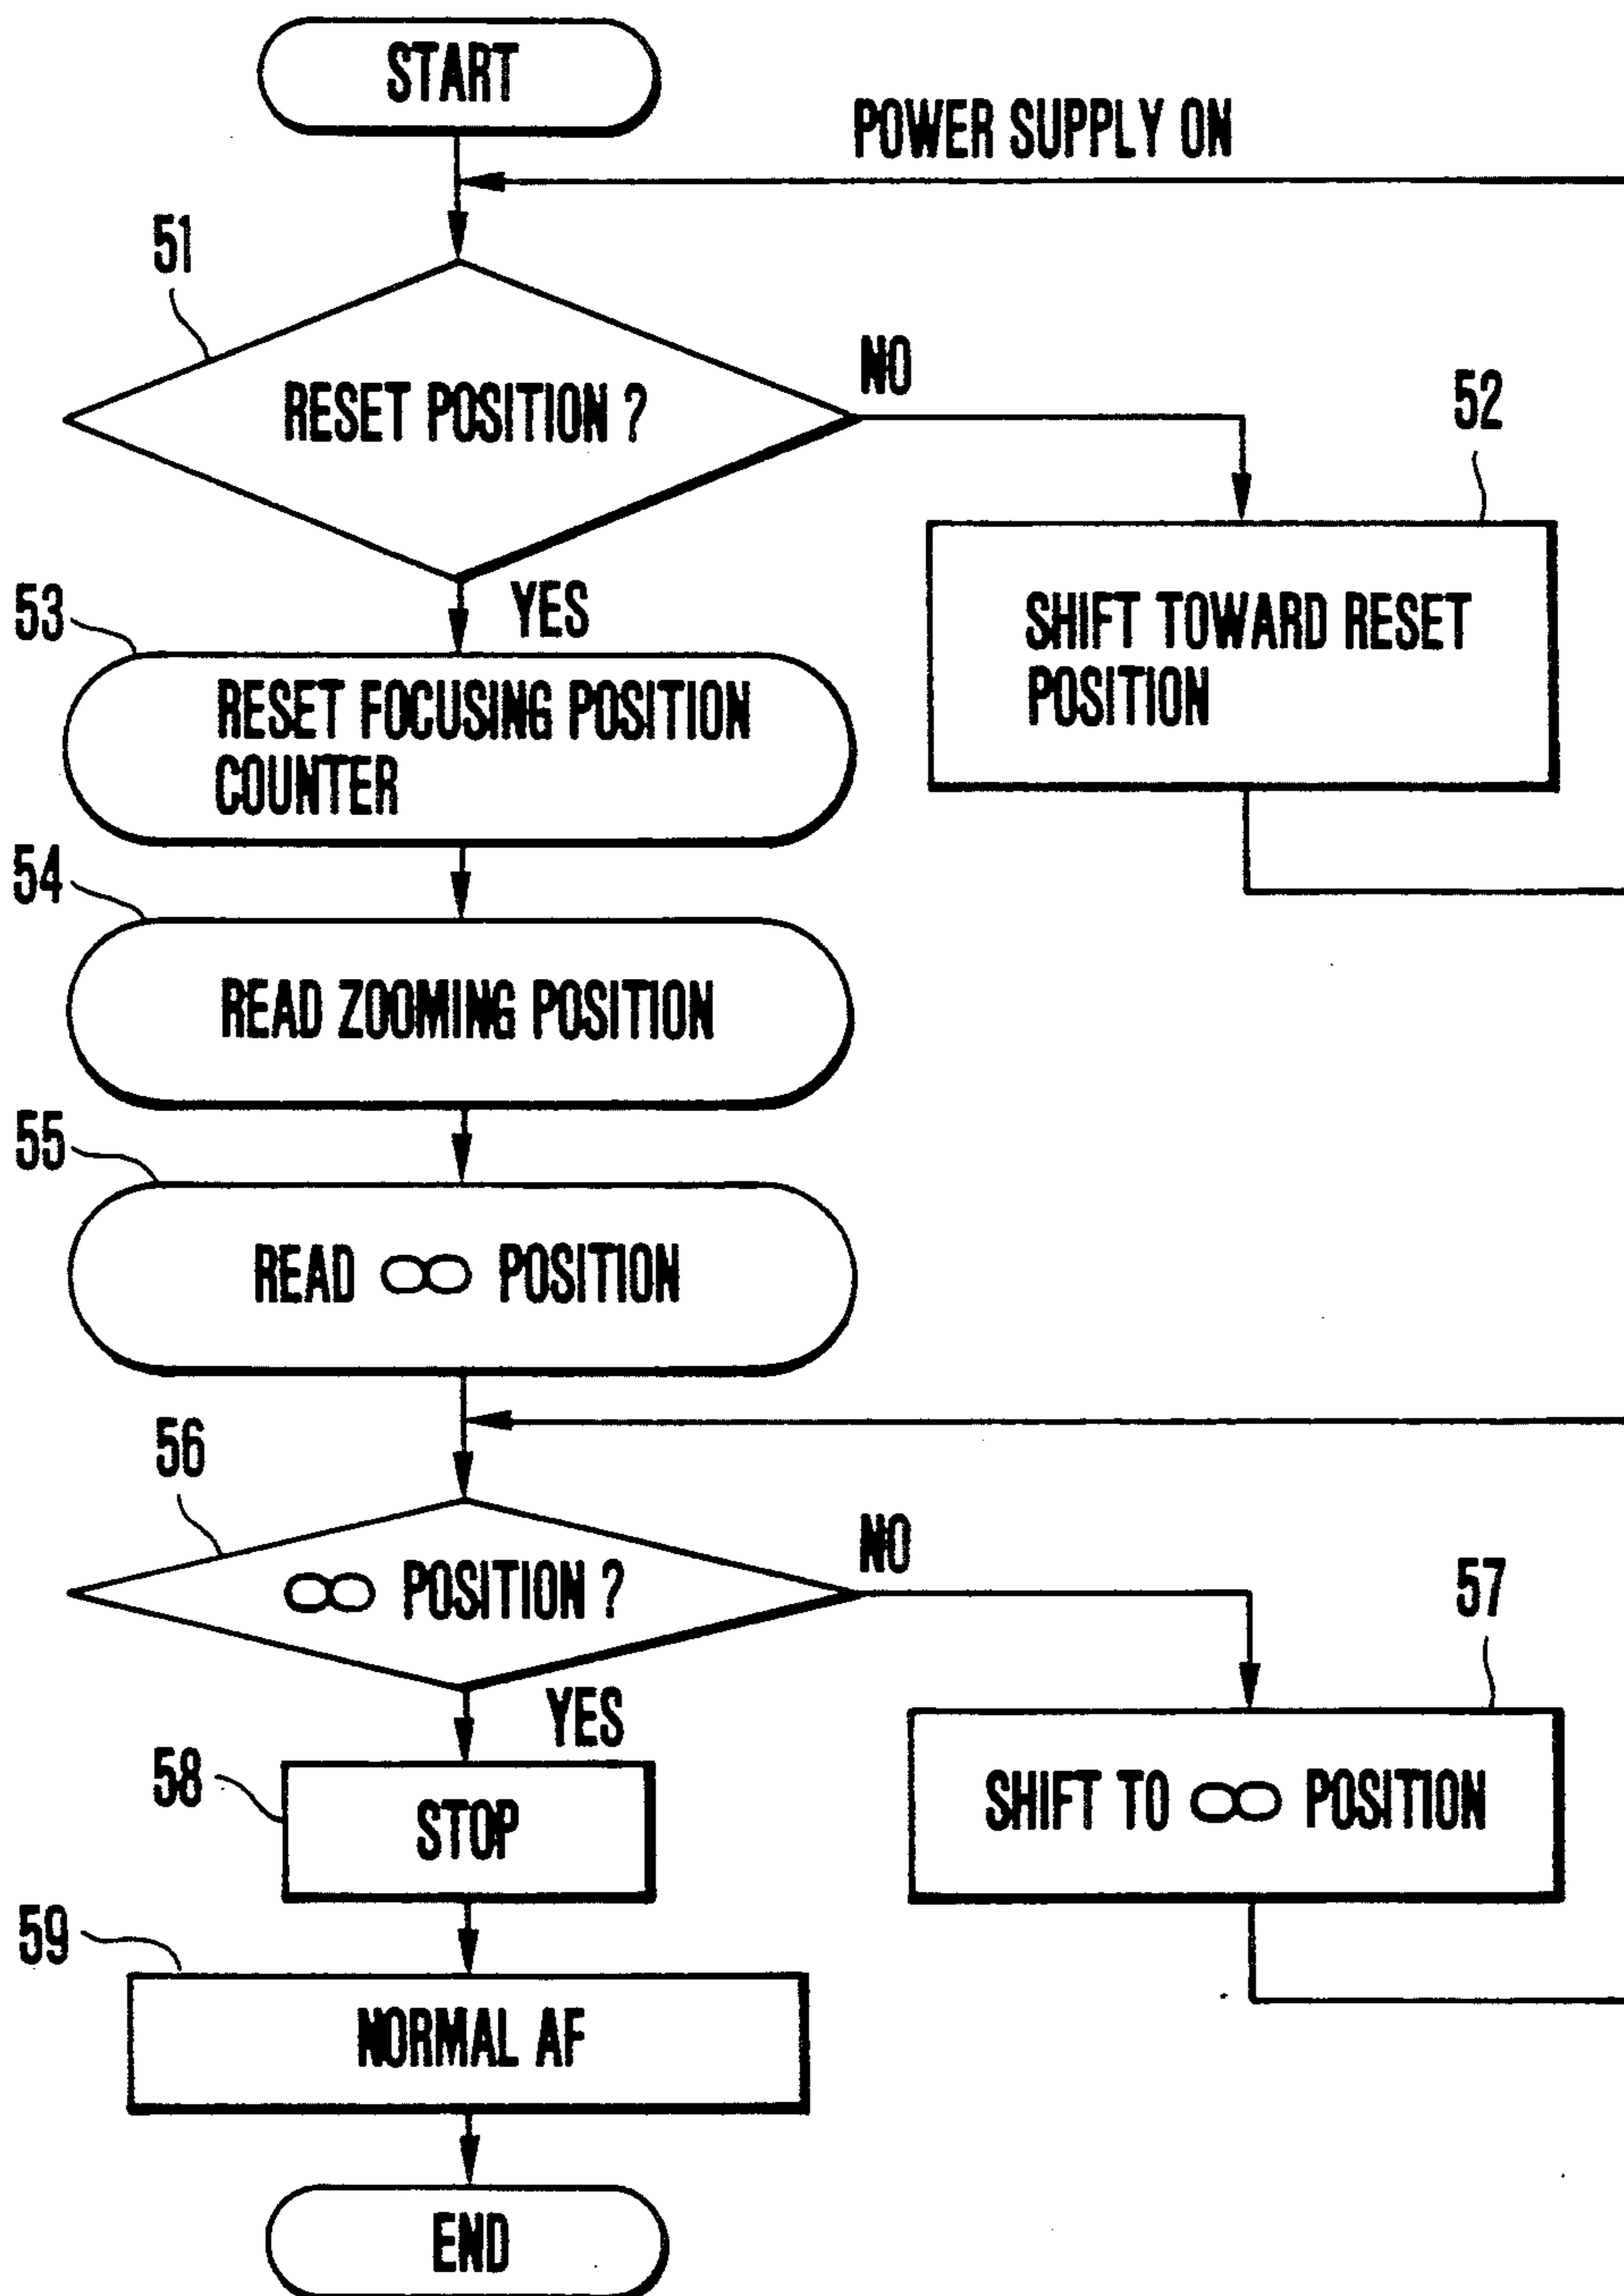 START
POWER SUPPLY ON
51
RESET POSITION ?
NO
52
SHIFT TOWARD RESET
POSITION
YES
53
RESET FOCUSING POSITION
COUNTER
54
READ ZOOMING POSITION
55
READ ∞ POSITION
56
∞ POSITION ?
NO
57
SHIFT TO ∞ POSITION
YES
58
STOP
59
NORMAL AF
END